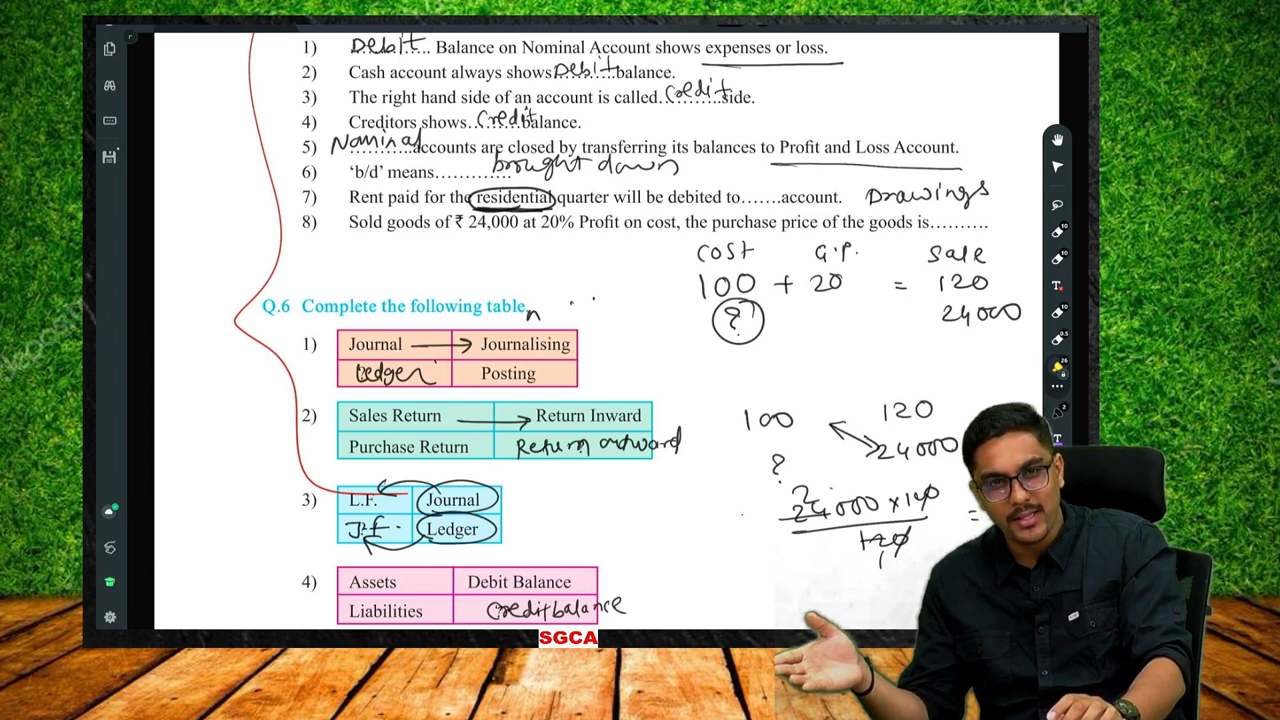 1) Debit.. Balance on Nominal Account shows expenses or loss.
2) Cash account always shows Debit balance.
3) The right hand side of an account is called. Credit side.
4) Creditors shows.. Credit balance.
5) Nominal accounts are closed by transferring its balances to Profit and Loss Account.
6) ‘b/d’ means............. brought down
7) Rent paid for the residential quarter will be debited to…….account. Drawings
8) Sold goods of ₹ 24,000 at 20% Profit on cost, the purchase price of the goods is……….
Cost G.P. Sale
100 + 20 = 120
? 24000
Q.6 Complete the following table.
1) Journal Journalising
Ledger Posting
2) Sales Return Return Inward
Purchase Return Return outward
3) L.F. Journal
J.f. Ledger
4) Assets Debit Balance
Liabilities Credit balance
100 120
? 24000
2
24000 × 100 =
120
1
SGCA